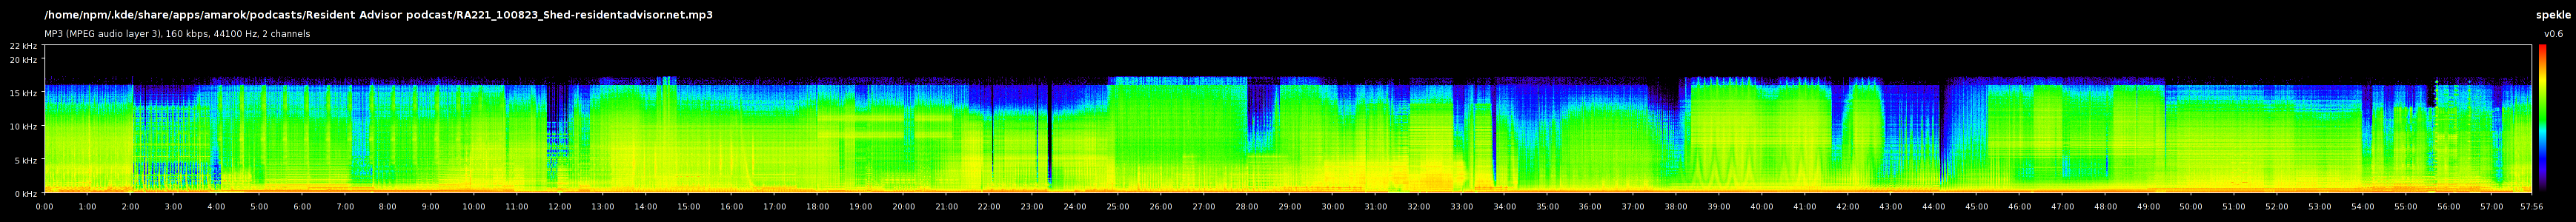 /home/npm/.kde/share/apps/amarok/podcasts/Resident Advisor podcast/RA221_100823_Shed-residentadvisor.net.mp3
spekle
MP3 (MPEG audio layer 3), 160 kbps, 44100 Hz, 2 channels
v0.6
22 kHz
20 kHz
15 kHz
10 kHz
5 kHz
0 kHz
0:00 1:00 2:00 3:00 4:00 5:00 6:00 7:00 8:00 9:00 10:00 11:00 12:00 13:00 14:00 15:00 16:00 17:00 18:00 19:00 20:00 21:00 22:00 23:00 24:00 25:00 26:00 27:00 28:00 29:00 30:00 31:00 32:00 33:00 34:00 35:00 36:00 37:00 38:00 39:00 40:00 41:00 42:00 43:00 44:00 45:00 46:00 47:00 48:00 49:00 50:00 51:00 52:00 53:00 54:00 55:00 56:00 57:00 57:56